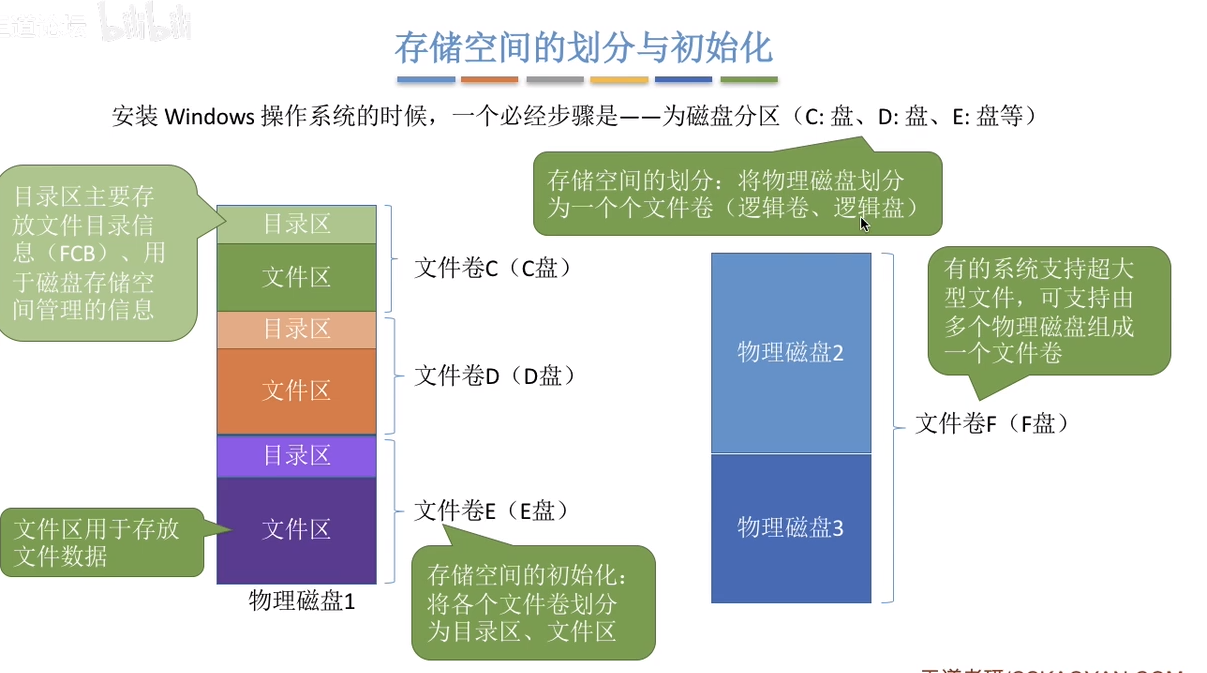 bilibili
存储空间的划分与初始化
安装 Windows 操作系统的时候，一个必经步骤是——为磁盘分区（C: 盘、D: 盘、E: 盘等）
存储空间的划分：将物理磁盘划分
为一个个文件卷（逻辑卷、逻辑盘）
目录区主要存
放文件目录信
息（FCB）、用
于磁盘存储空
间管理的信息
目录区
文件区
文件卷C（C盘）
目录区
文件区
文件卷D（D盘）
目录区
文件区
文件卷E（E盘）
文件区用于存放
文件数据
物理磁盘1
存储空间的初始化：
将各个文件卷划分
为目录区、文件区
物理磁盘2
物理磁盘3
有的系统支持超大
型文件，可支持由
多个物理磁盘组成
一个文件卷
文件卷F（F盘）